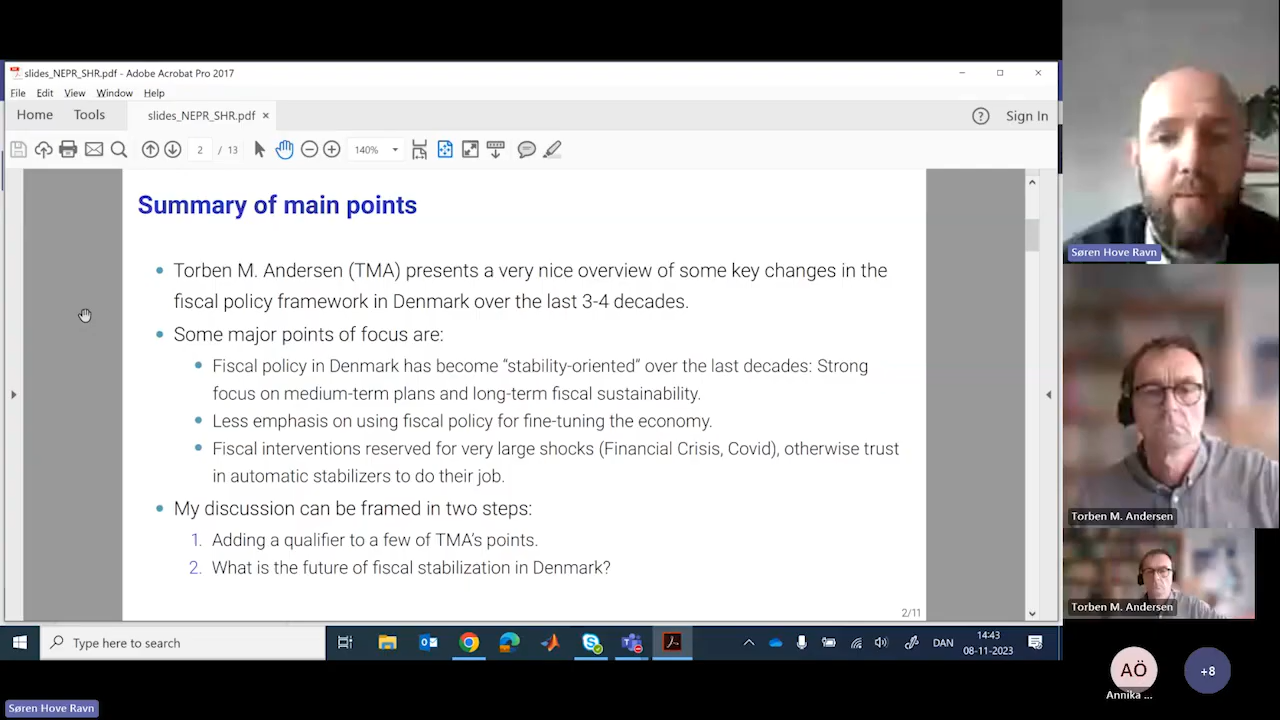 slides_NEPR_SHR.pdf - Adobe Acrobat Pro 2017
File Edit View Window Help
Home Tools slides_NEPR_SHR.pdf × Sign In
2 / 13 140%
Summary of main points
• Torben M. Andersen (TMA) presents a very nice overview of some key changes in the
fiscal policy framework in Denmark over the last 3-4 decades.
• Some major points of focus are:
• Fiscal policy in Denmark has become “stability-oriented” over the last decades: Strong
focus on medium-term plans and long-term fiscal sustainability.
• Less emphasis on using fiscal policy for fine-tuning the economy.
• Fiscal interventions reserved for very large shocks (Financial Crisis, Covid), otherwise trust
in automatic stabilizers to do their job.
• My discussion can be framed in two steps:
1. Adding a qualifier to a few of TMA’s points.
2. What is the future of fiscal stabilization in Denmark?
2/11
Type here to search
DAN
14:43
08-11-2023
Søren Hove Ravn
Torben M. Andersen
Torben M. Andersen
AÖ
Annika ...
+8
Søren Hove Ravn